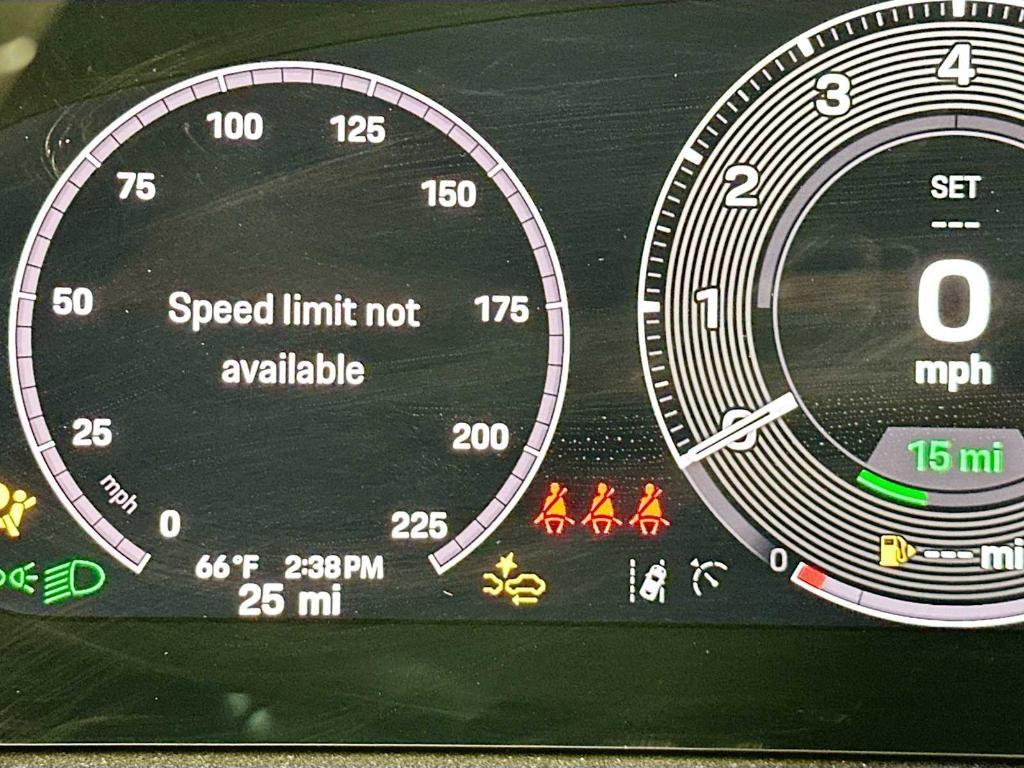 100
125
75
150
50
175
Speed limit not
available
25
200
mph
0
225
66°F 2:38PM
25 mi
4
3
2
1
0
SET
---
0
mph
15 mi
0
--- mi